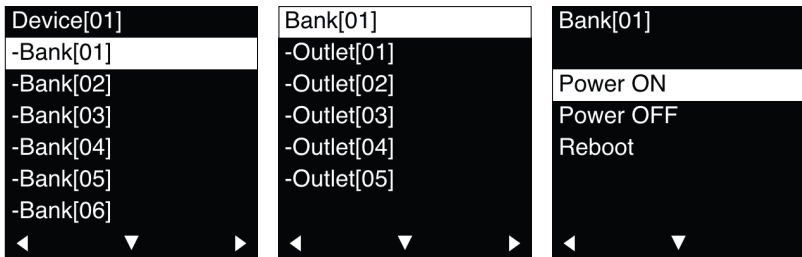 Device[01]
-Bank[01]
-Bank[02]
-Bank[03]
-Bank[04]
-Bank[05]
-Bank[06]
Bank[01]
-Outlet[01]
-Outlet[02]
-Outlet[03]
-Outlet[04]
-Outlet[05]
Bank[01]
Power ON
Power OFF
Reboot